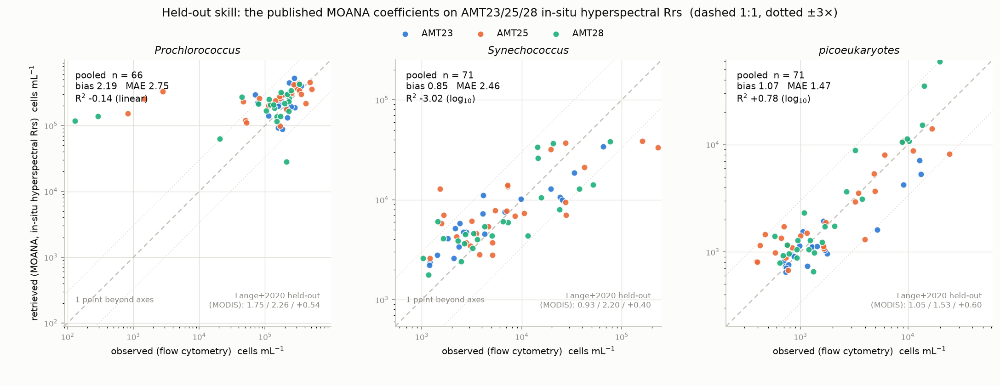 Held-out skill: the published MOANA coefficients on AMT23/25/28 in-situ hyperspectral Rrs  (dashed 1:1, dotted ±3×)
AMT23 AMT25 AMT28
Prochlorococcus
retrieved (MOANA, in-situ hyperspectral Rrs)  cells mL⁻¹
pooled  n = 66
bias 2.19   MAE 2.75
R² -0.14 (linear)
10⁵
10⁴
10³
10²
1 point beyond axes
Lange+2020 held-out
(MODIS): 1.75 / 2.26 / +0.54
10² 10³ 10⁴ 10⁵
observed (flow cytometry)  cells mL⁻¹
Synechococcus
pooled  n = 71
bias 0.85   MAE 2.46
R² -3.02 (log₁₀)
10⁵
10⁴
10³
1 point beyond axes
Lange+2020 held-out
(MODIS): 0.93 / 2.20 / +0.40
10³ 10⁴ 10⁵
observed (flow cytometry)  cells mL⁻¹
picoeukaryotes
pooled  n = 71
bias 1.07   MAE 1.47
R² +0.78 (log₁₀)
10⁴
10³
Lange+2020 held-out
(MODIS): 1.05 / 1.53 / +0.60
10³ 10⁴
observed (flow cytometry)  cells mL⁻¹